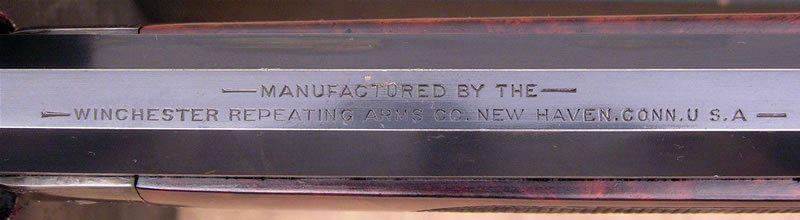 —MANUFACTURED BY THE—
—WINCHESTER REPEATING ARMS CO. NEW HAVEN.CONN.U S.A—